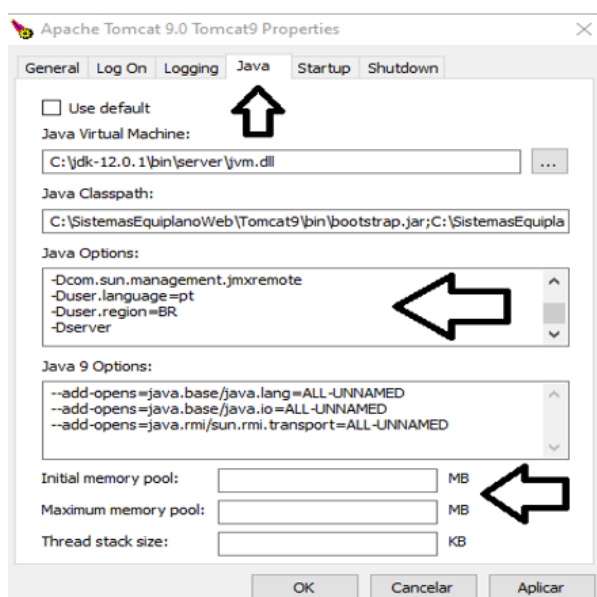 Apache Tomcat 9.0 Tomcat9 Properties
General Log On Logging Java Startup Shutdown
Use default
Java Virtual Machine:
C:\jdk-12.0.1\bin\server\jvm.dll
...
Java Classpath:
C:\SistemasEquiplanoWeb\Tomcat9\bin\bootstrap.jar;C:\SistemasEquipla
Java Options:
-Dcom.sun.management.jmxremote
-Duser.language=pt
-Duser.region=BR
-Dserver
Java 9 Options:
--add-opens=java.base/java.lang=ALL-UNNAMED
--add-opens=java.base/java.io=ALL-UNNAMED
--add-opens=java.rmi/sun.rmi.transport=ALL-UNNAMED
Initial memory pool: MB
Maximum memory pool: MB
Thread stack size: KB
OK Cancelar Aplicar